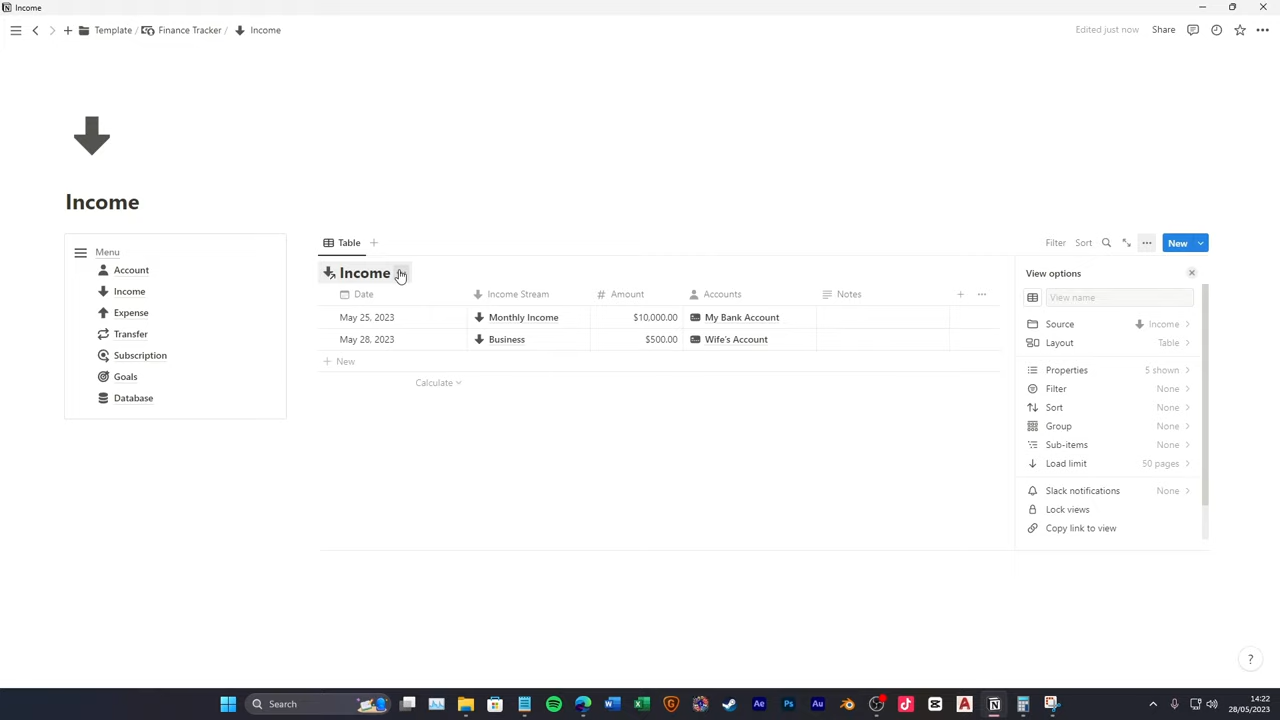 Income
Template / Finance Tracker / Income
Edited just now Share
Income
Menu
Account
Income
Expense
Transfer
Subscription
Goals
Database
Table
Filter Sort New
Income
Date Income Stream Amount Accounts Notes
May 25, 2023 Monthly Income $10,000.00 My Bank Account
May 28, 2023 Business $500.00 Wife's Account
New
Calculate
View options
View name
Source Income
Layout Table
Properties 5 shown
Filter None
Sort None
Group None
Sub-items None
Load limit 50 pages
Slack notifications None
Lock views
Copy link to view
?
Search
14:22
28/05/2023